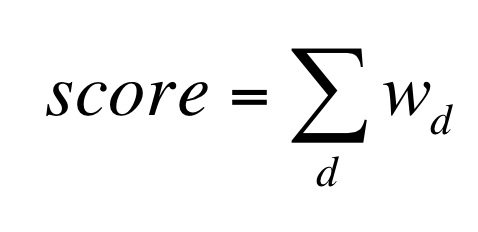 score = ∑_d w_d